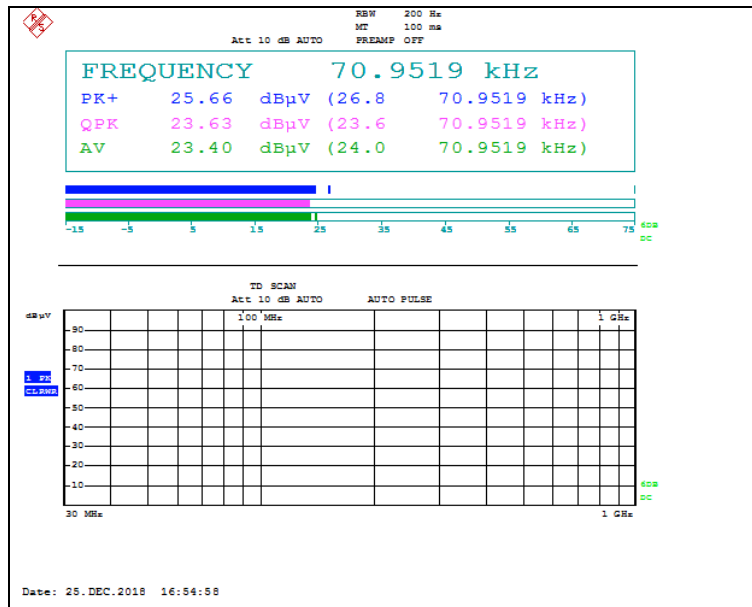 R S
RBW 200 Hz
MT 100 ms
Att 10 dB AUTO PREAMP OFF
FREQUENCY 70.9519 kHz
PK+ 25.66 dBµV (26.8 70.9519 kHz)
QPK 23.63 dBµV (23.6 70.9519 kHz)
AV 23.40 dBµV (24.0 70.9519 kHz)
-15 -5 5 15 25 35 45 55 65 75
6DB
DC
TD SCAN
Att 10 dB AUTO AUTO PULSE
dBµV
100 MHz 1 GHz
90
80
70
1 PK
CLRWR
60
50
40
30
20
10
6DB
DC
30 MHz 1 GHz
Date: 25.DEC.2018 16:54:58